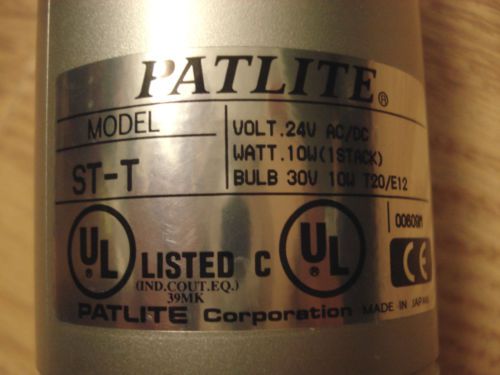 PATLITE®
MODEL
ST-T
VOLT. 24V AC/DC
WATT. 10W(1STACK)
BULB 30V 10W T20/E12
UL LISTED C UL
(IND.COUT.EQ.)
39MK
00609M
CE
PATLITE Corporation MADE IN JAPAN